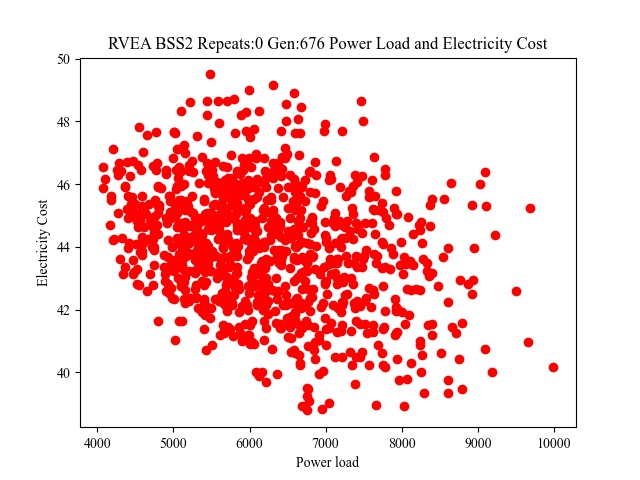 RVEA BSS2 Repeats:0 Gen:676 Power Load and Electricity Cost
50
48
46
44
42
40
Electricity Cost
4000 5000 6000 7000 8000 9000 10000
Power load